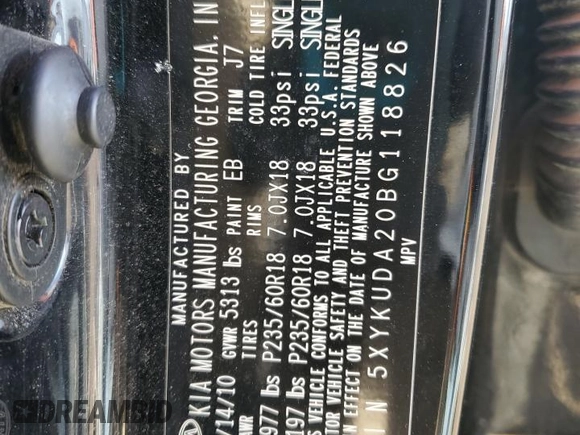 MANUFACTURED BY
KIA MOTORS MANUFACTURING GEORGIA, IN
/14/10 GVWR 5313 lbs PAINT EB TRIM J7
AWR TIRES RIMS COLD TIRE INFL
977 lbs P235/60R18 7.0JX18 33psi SINGL
197 lbs P235/60R18 7.0JX18 33psi SINGL
S VEHICLE CONFORMS TO ALL APPLICABLE U.S.A. FEDERAL
TOR VEHICLE SAFETY AND THEFT PREVENTION STANDARDS
N EFFECT ON THE DATE OF MANUFACTURE SHOWN ABOVE
IN 5XYKUDA20BG118826
MPV
DREAMBID